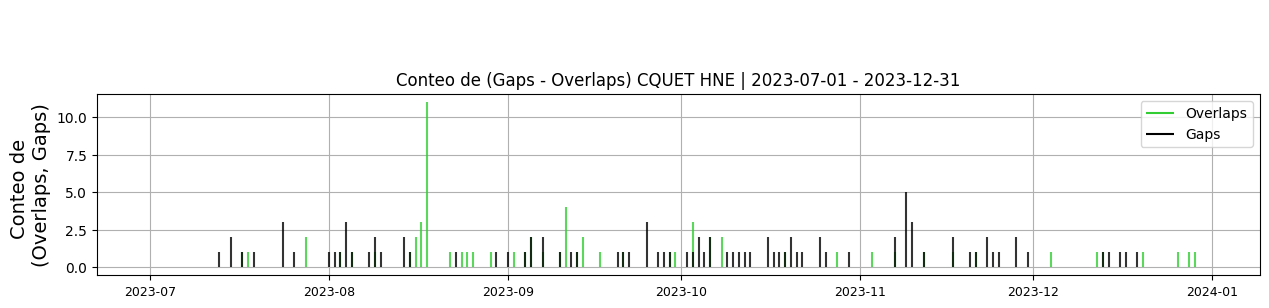 Conteo de (Gaps - Overlaps) CQUET HNE | 2023-07-01 - 2023-12-31
Conteo de
(Overlaps, Gaps)
10.0
7.5
5.0
2.5
0.0
Overlaps
Gaps
2023-07
2023-08
2023-09
2023-10
2023-11
2023-12
2024-01